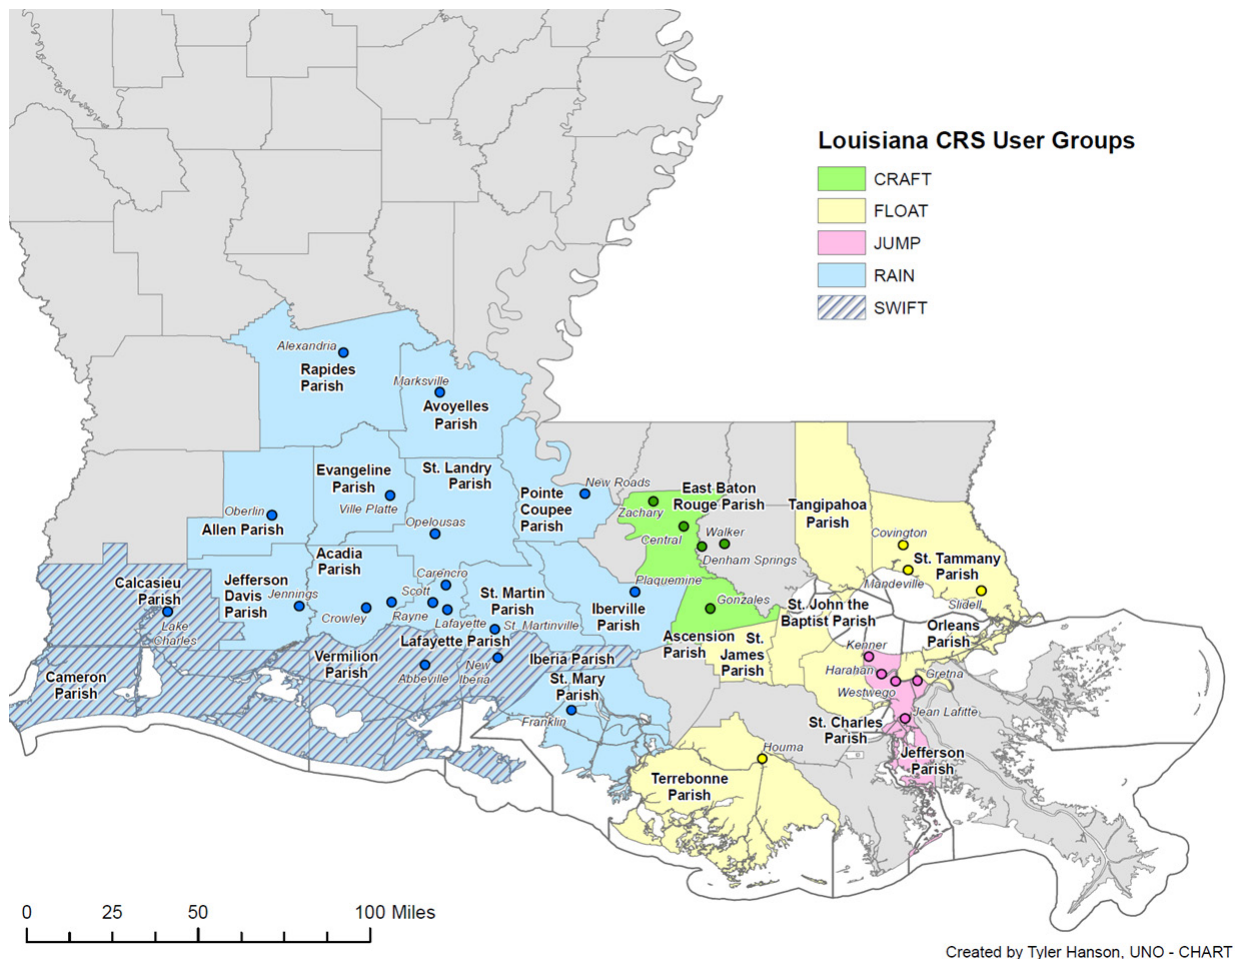 Louisiana CRS User Groups
CRAFT
FLOAT
JUMP
RAIN
SWIFT
Alexandria
Rapides
Parish
Marksville
Avoyelles
Parish
Evangeline
Parish
Ville Platte
St. Landry
Parish
Opelousas
Oberlin
Allen Parish
Pointe
Coupee
Parish
New Roads
East Baton
Rouge Parish
Zachary
Central
Walker
Denham Springs
Tangipahoa
Parish
Covington
St. Tammany
Parish
Mandeville
Slidell
Acadia
Parish
Calcasieu
Parish
Lake
Charles
Jefferson
Davis
Parish
Jennings
Crowley
Rayne
Scott
Carencro
Lafayette
Lafayette Parish
St. Martin
Parish
St. Martinville
Plaquemine
Iberville
Parish
Gonzales
Ascension
Parish
St. John the
Baptist Parish
St.
James
Parish
Orleans
Parish
Kenner
Harahan
Westwego
Gretna
Jean Lafitte
St. Charles
Parish
Jefferson
Parish
Cameron
Parish
Vermilion
Parish
Abbeville
New
Iberia
Iberia Parish
St. Mary
Parish
Franklin
Houma
Terrebonne
Parish
0 25 50 100 Miles
Created by Tyler Hanson, UNO - CHART